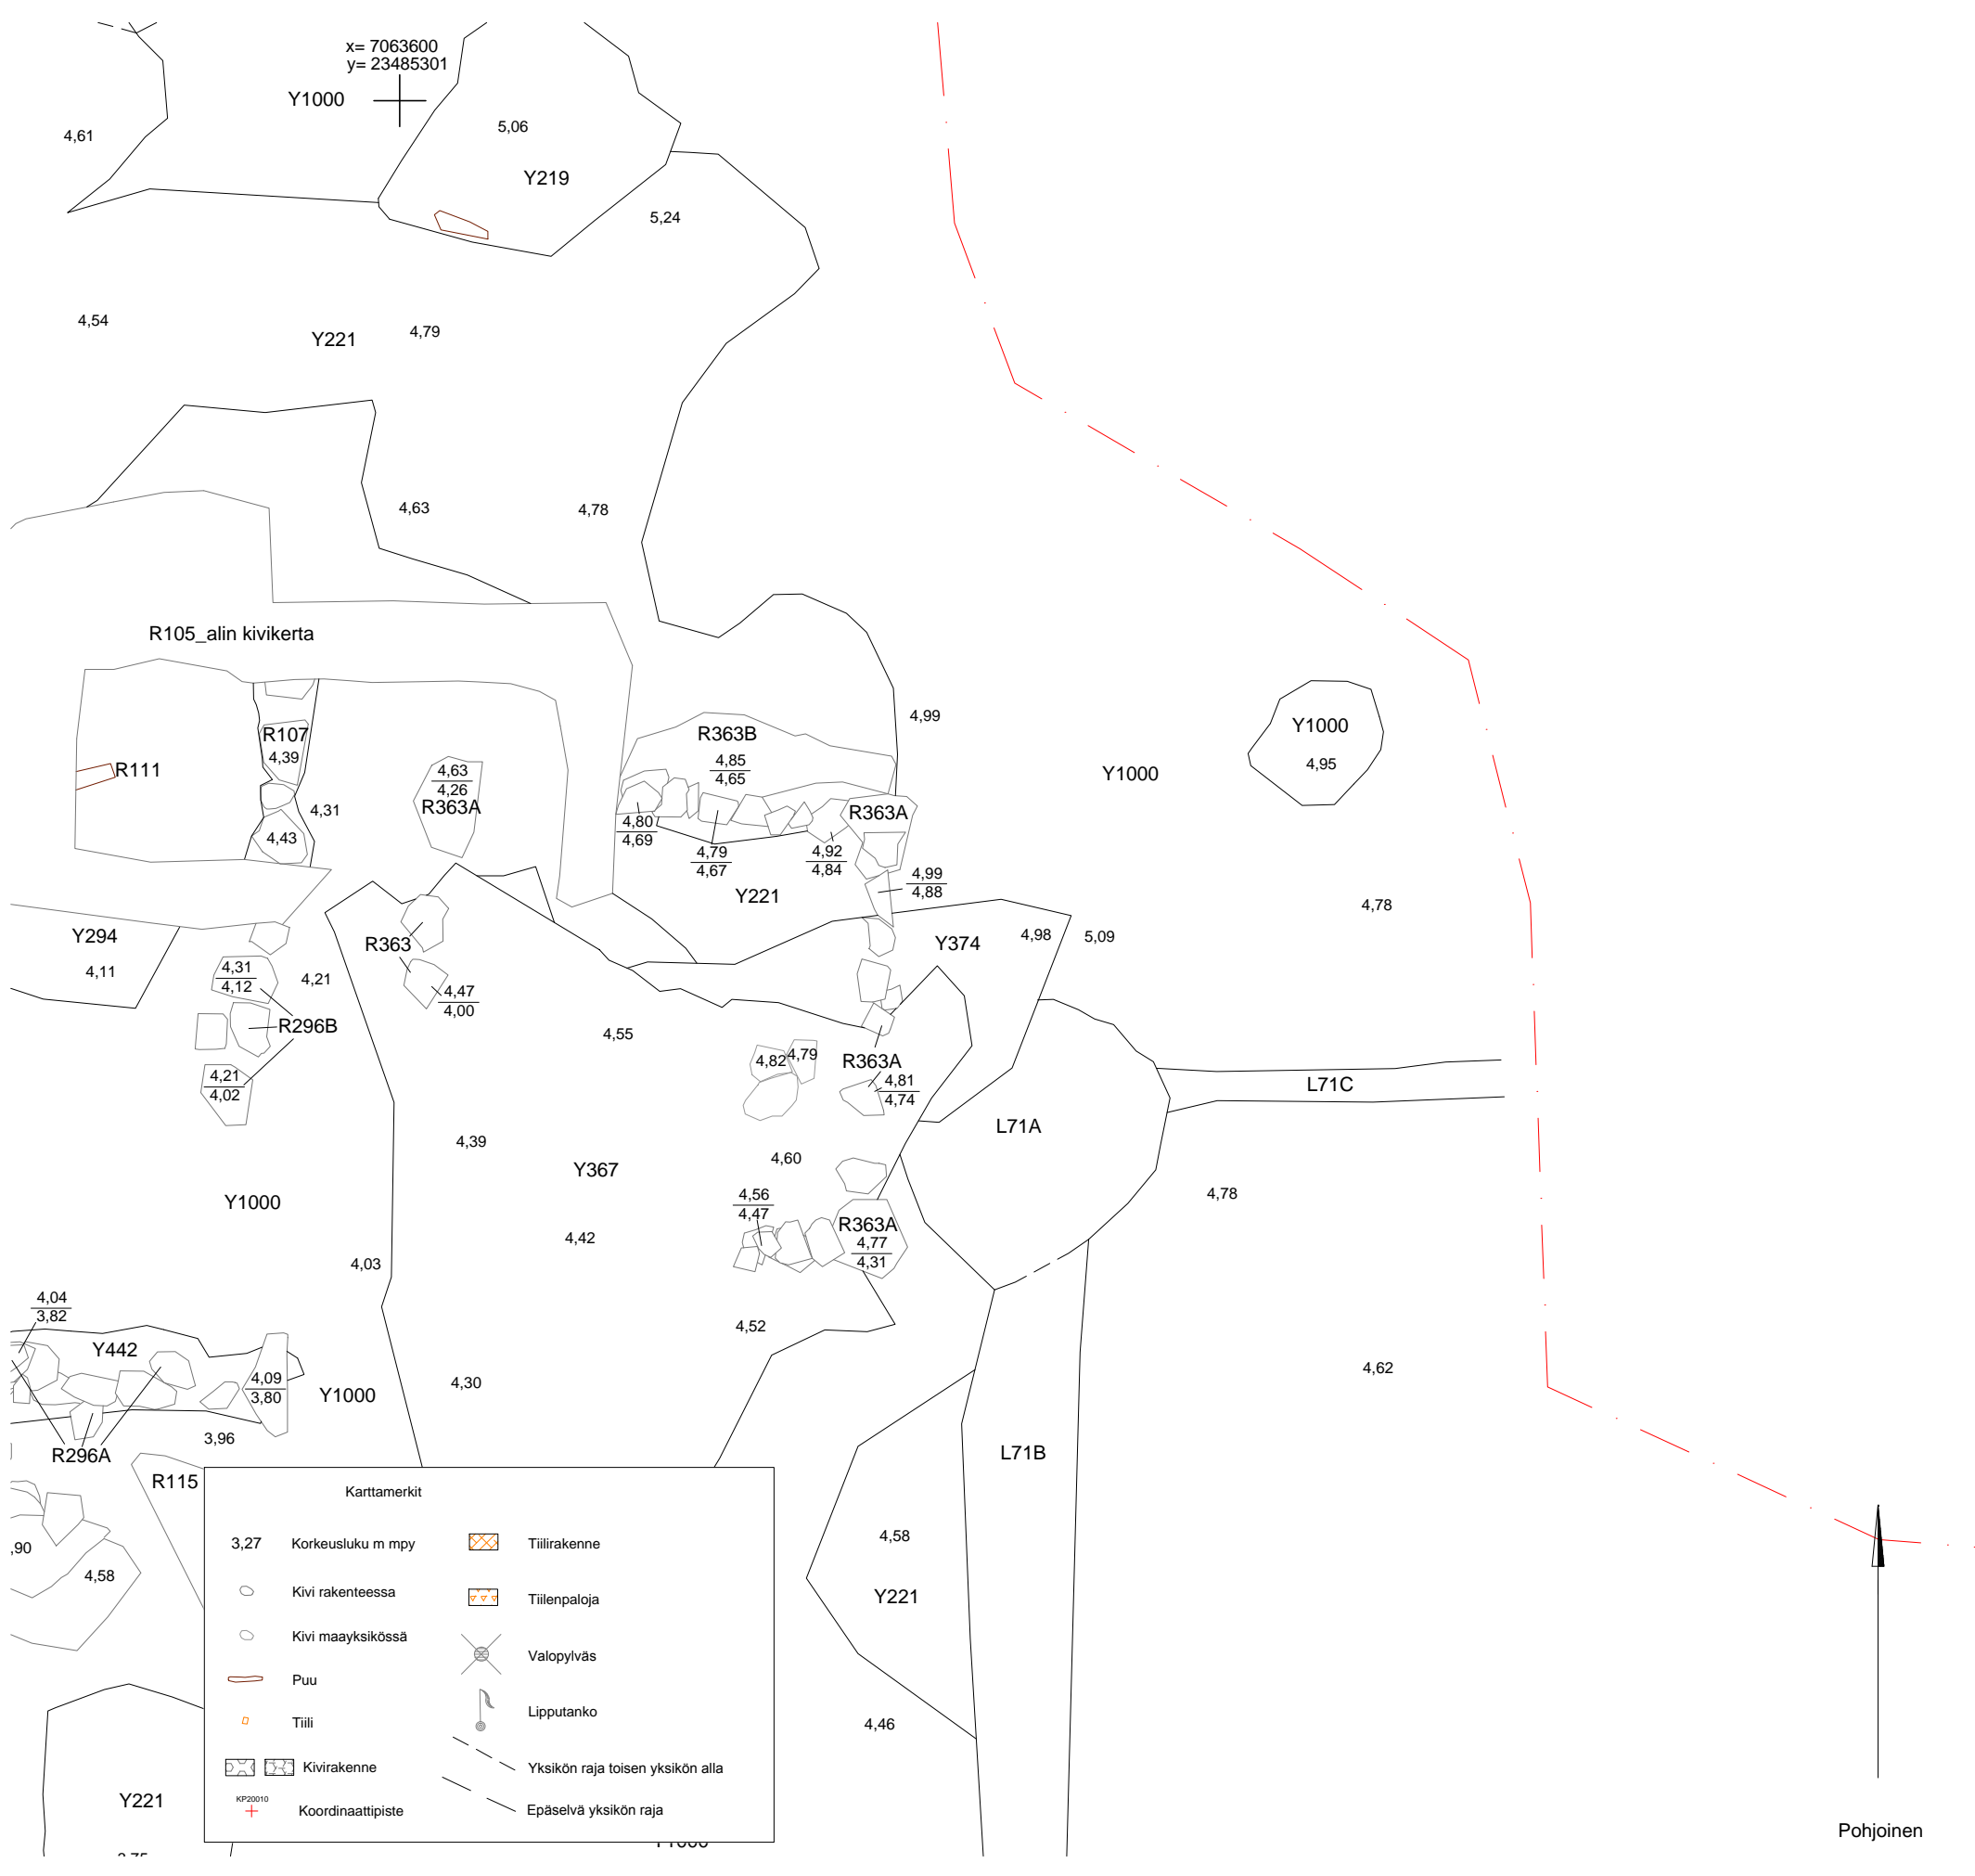 x= 7063600
y= 23485301
Y1000
4,61
5,06
Y219
5,24
4,54
Y221
4,79
4,63
4,78
R105_alin kivikerta
R107
4,39
R111
4,31
4,43
4,63
4,26
R363A
R363B
4,85
4,65
4,99
4,80
4,69
4,79
4,67
4,92
4,84
R363A
4,99
4,88
Y221
Y1000
Y1000
4,95
4,78
Y294
4,11
4,31
4,12
4,21
R296B
4,21
4,02
R363
4,47
4,00
4,55
Y374
4,98
5,09
4,82
4,79
R363A
4,81
4,74
L71C
L71A
4,39
Y367
4,60
4,78
Y1000
4,56
4,47
R363A
4,77
4,31
4,42
4,03
4,04
3,82
Y442
4,09
3,80
Y1000
4,52
4,30
4,62
3,96
R296A
R115
L71B
,90
4,58
4,58
Y221
4,46
Y221
Karttamerkit
3,27 Korkeusluku m mpy
Kivi rakenteessa
Kivi maayksikössä
Puu
Tiili
Kivirakenne
KP20010
Koordinaattipiste
Tiilirakenne
Tiilenpaloja
Valopylväs
Lipputanko
Yksikön raja toisen yksikön alla
Epäselvä yksikön raja
Pohjoinen